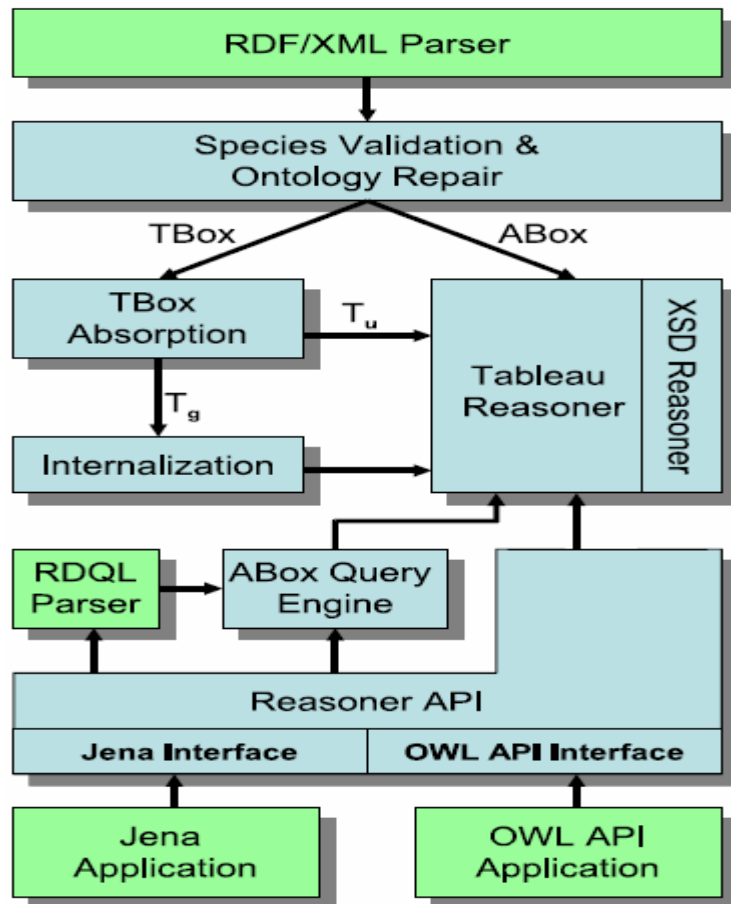 RDF/XML Parser
Species Validation &
Ontology Repair
TBox
ABox
TBox
Absorption
Tu
Tableau
Reasoner
XSD Reasoner
Tg
Internalization
RDQL
Parser
ABox Query
Engine
Reasoner API
Jena Interface
OWL API Interface
Jena
Application
OWL API
Application